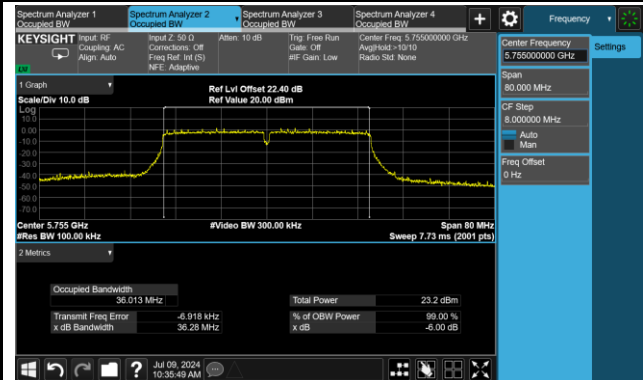 Spectrum Analyzer 1
Occupied BW
Spectrum Analyzer 2
Occupied BW
Spectrum Analyzer 3
Occupied BW
Spectrum Analyzer 4
Occupied BW
Frequency
KEYSIGHT
Input: RF
Coupling: AC
Align: Auto
Input Z: 50 Ω
Corrections: Off
Freq Ref: Int (S)
NFE: Adaptive
Atten: 10 dB
Trig: Free Run
Gate: Off
#IF Gain: Low
Center Freq: 5.755000000 GHz
Avg|Hold:>10/10
Radio Std: None
Center Frequency
5.755000000 GHz
Settings
Span
80.000 MHz
CF Step
8.000000 MHz
Auto
Man
Freq Offset
0 Hz
1 Graph
Scale/Div 10.0 dB
Ref Lvl Offset 22.40 dB
Ref Value 20.00 dBm
Log
10.0
0.00
-10.0
-20.0
-30.0
-40.0
-50.0
-60.0
-70.0
Center 5.755 GHz
#Video BW 300.00 kHz
Span 80 MHz
#Res BW 100.00 kHz
Sweep 7.73 ms (2001 pts)
2 Metrics
Occupied Bandwidth
36.013 MHz
Total Power
23.2 dBm
Transmit Freq Error
-6.918 kHz
% of OBW Power
99.00 %
x dB Bandwidth
36.28 MHz
x dB
-6.00 dB
Jul 09, 2024
10:35:49 AM